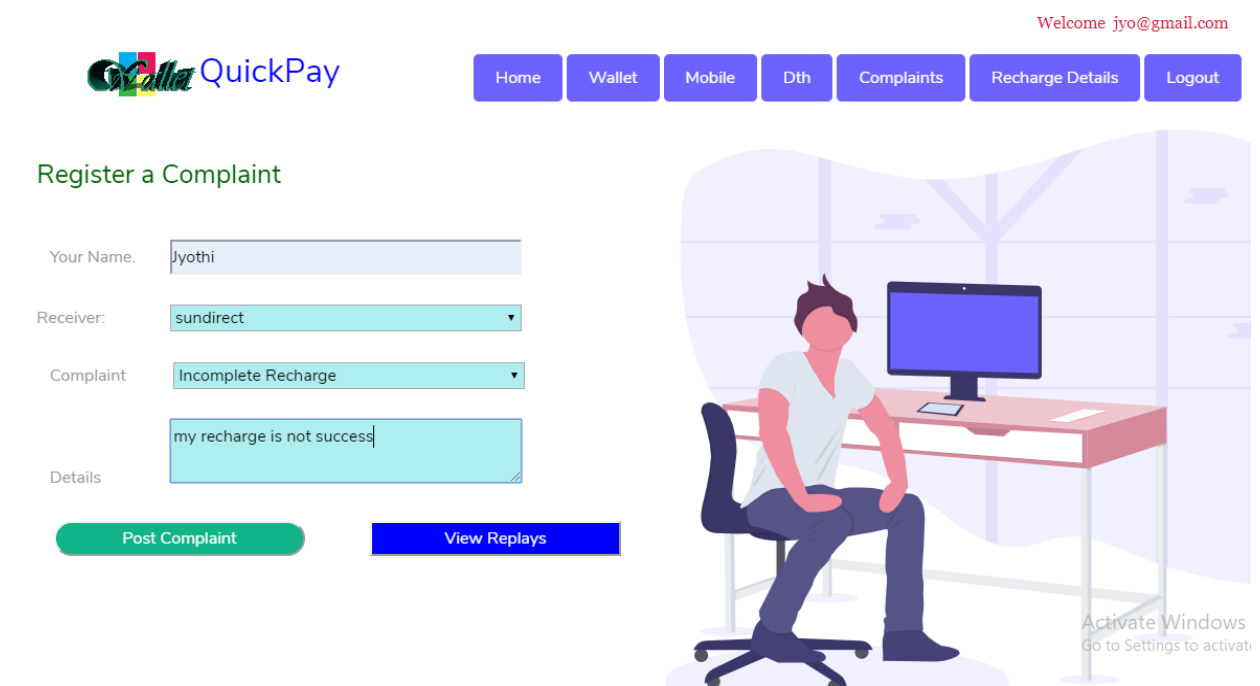 Welcome jyo@gmail.com
Wallet QuickPay
Home Wallet Mobile Dth Complaints Recharge Details Logout
Register a Complaint
Your Name. Jyothi
Receiver: sundirect
Complaint Incomplete Recharge
my recharge is not success
Details
Post Complaint View Replays
Activate Windows
Go to Settings to activate